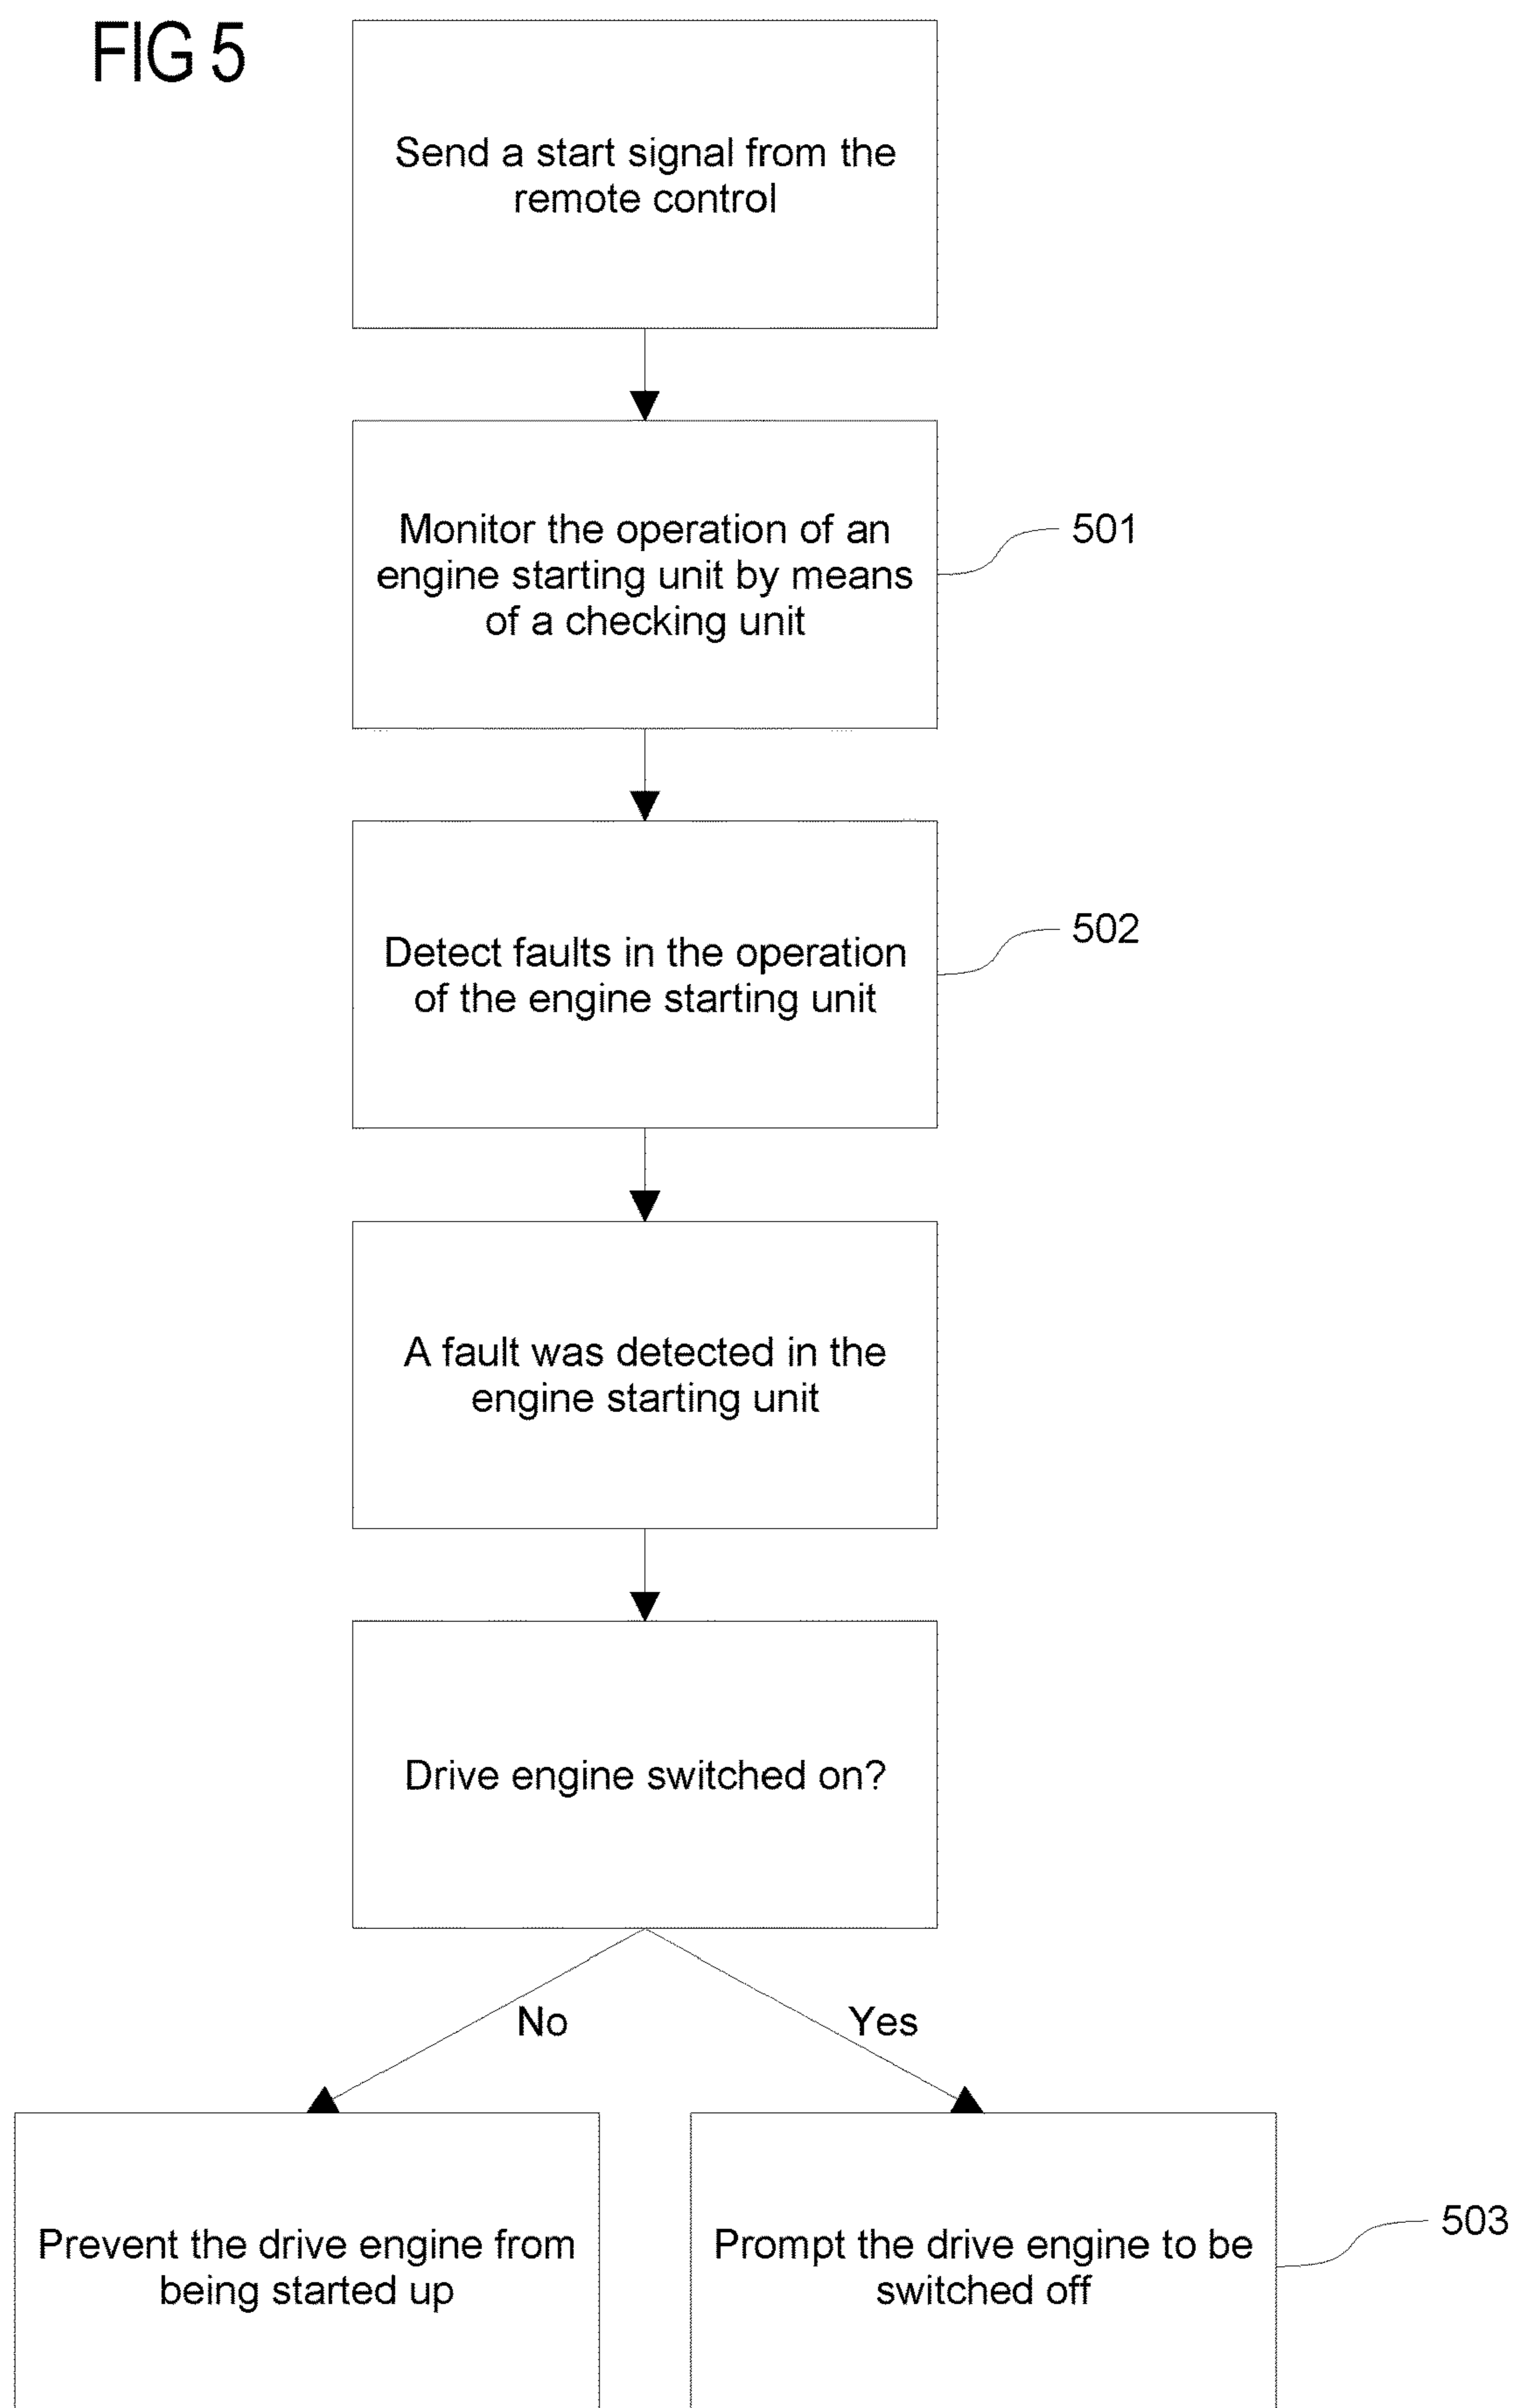 FIG 5
Send a start signal from the
remote control
Monitor the operation of an
engine starting unit by means
of a checking unit
501
Detect faults in the operation
of the engine starting unit
502
A fault was detected in the
engine starting unit
Drive engine switched on?
No
Yes
Prevent the drive engine from
being started up
Prompt the drive engine to be
switched off
503